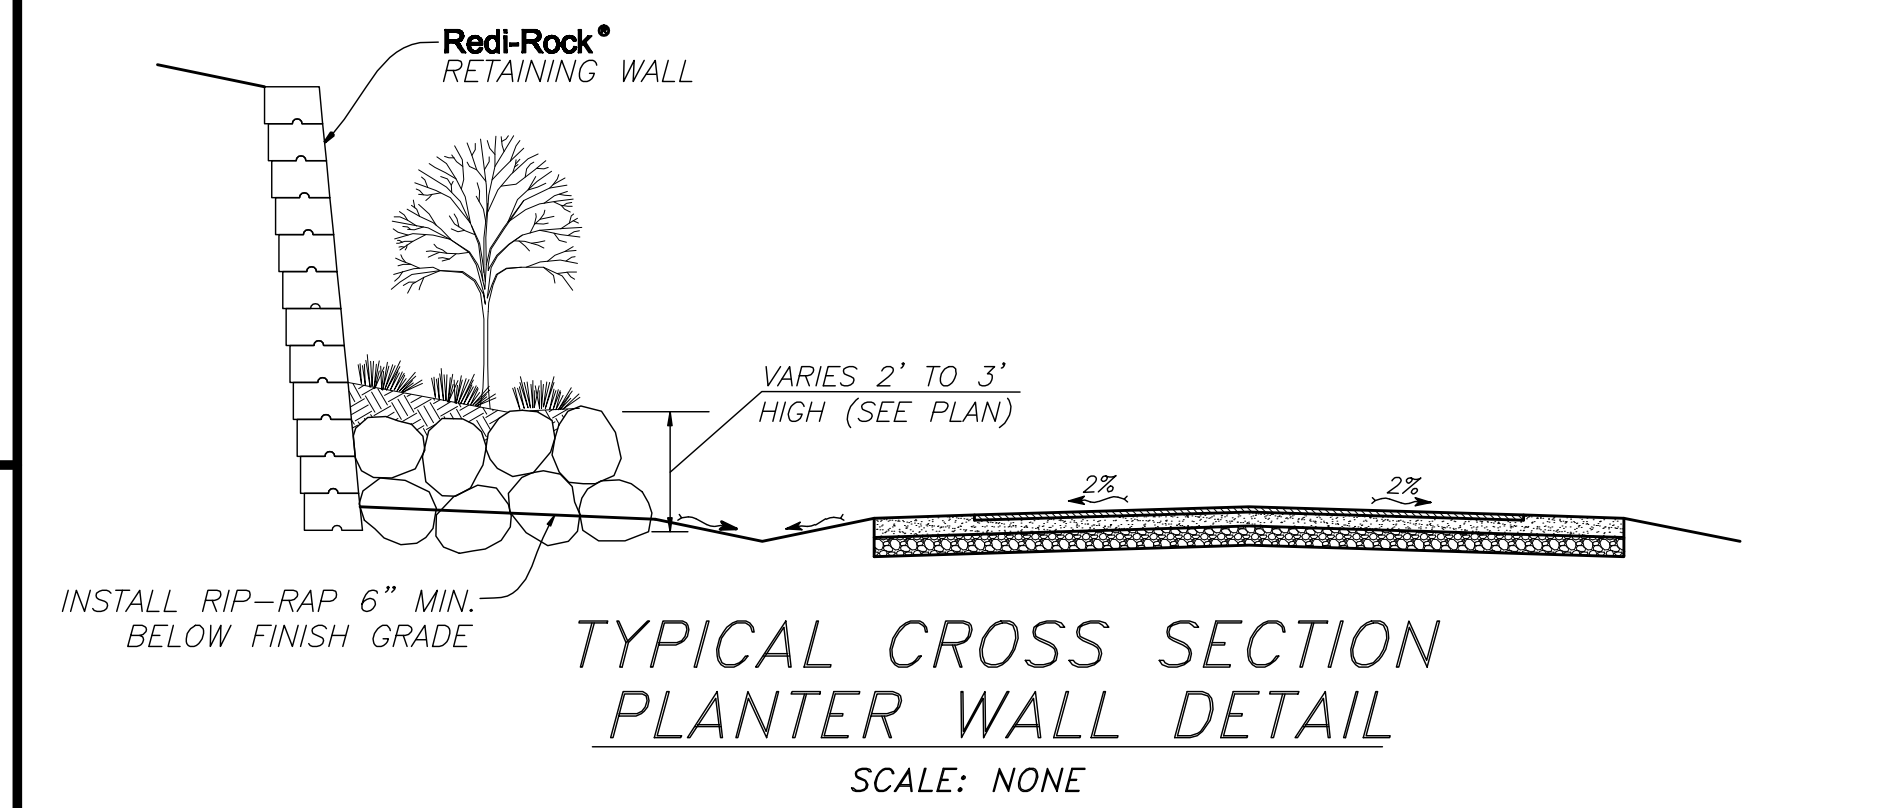 Redi-Rock®
RETAINING WALL
VARIES 2' TO 3'
HIGH (SEE PLAN)
2%
2%
INSTALL RIP-RAP 6" MIN.
BELOW FINISH GRADE
TYPICAL CROSS SECTION
PLANTER WALL DETAIL
SCALE: NONE